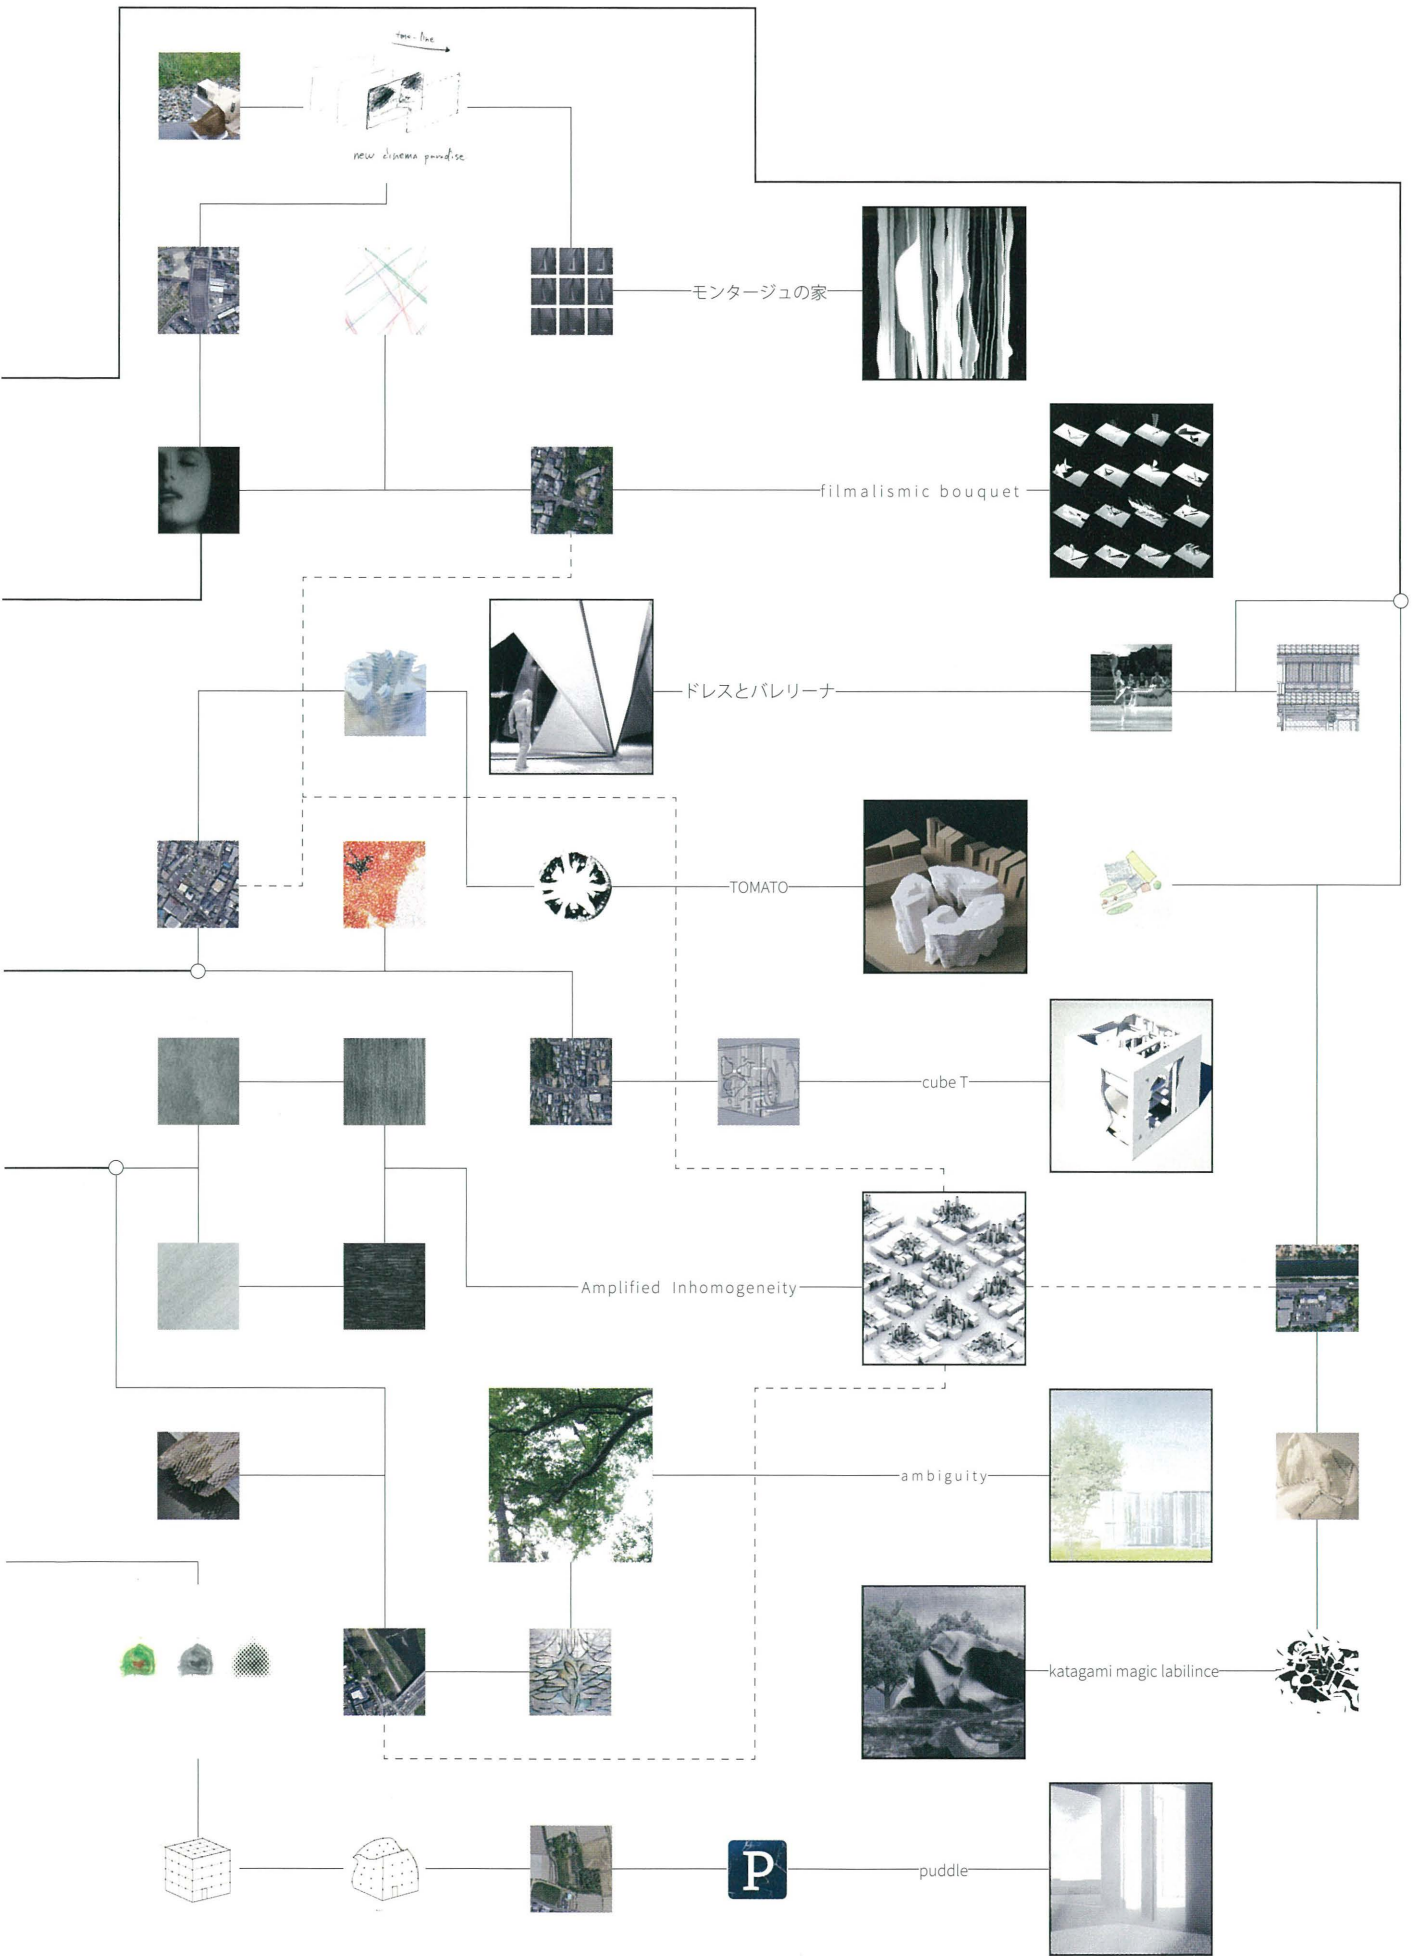 time-line
new cinema paradise
モンタージュの家
filmalismic bouquet
ドレスとバレリーナ
TOMATO
cube T
Amplified Inhomogeneity
ambiguity
katagami magic labilince
P
puddle